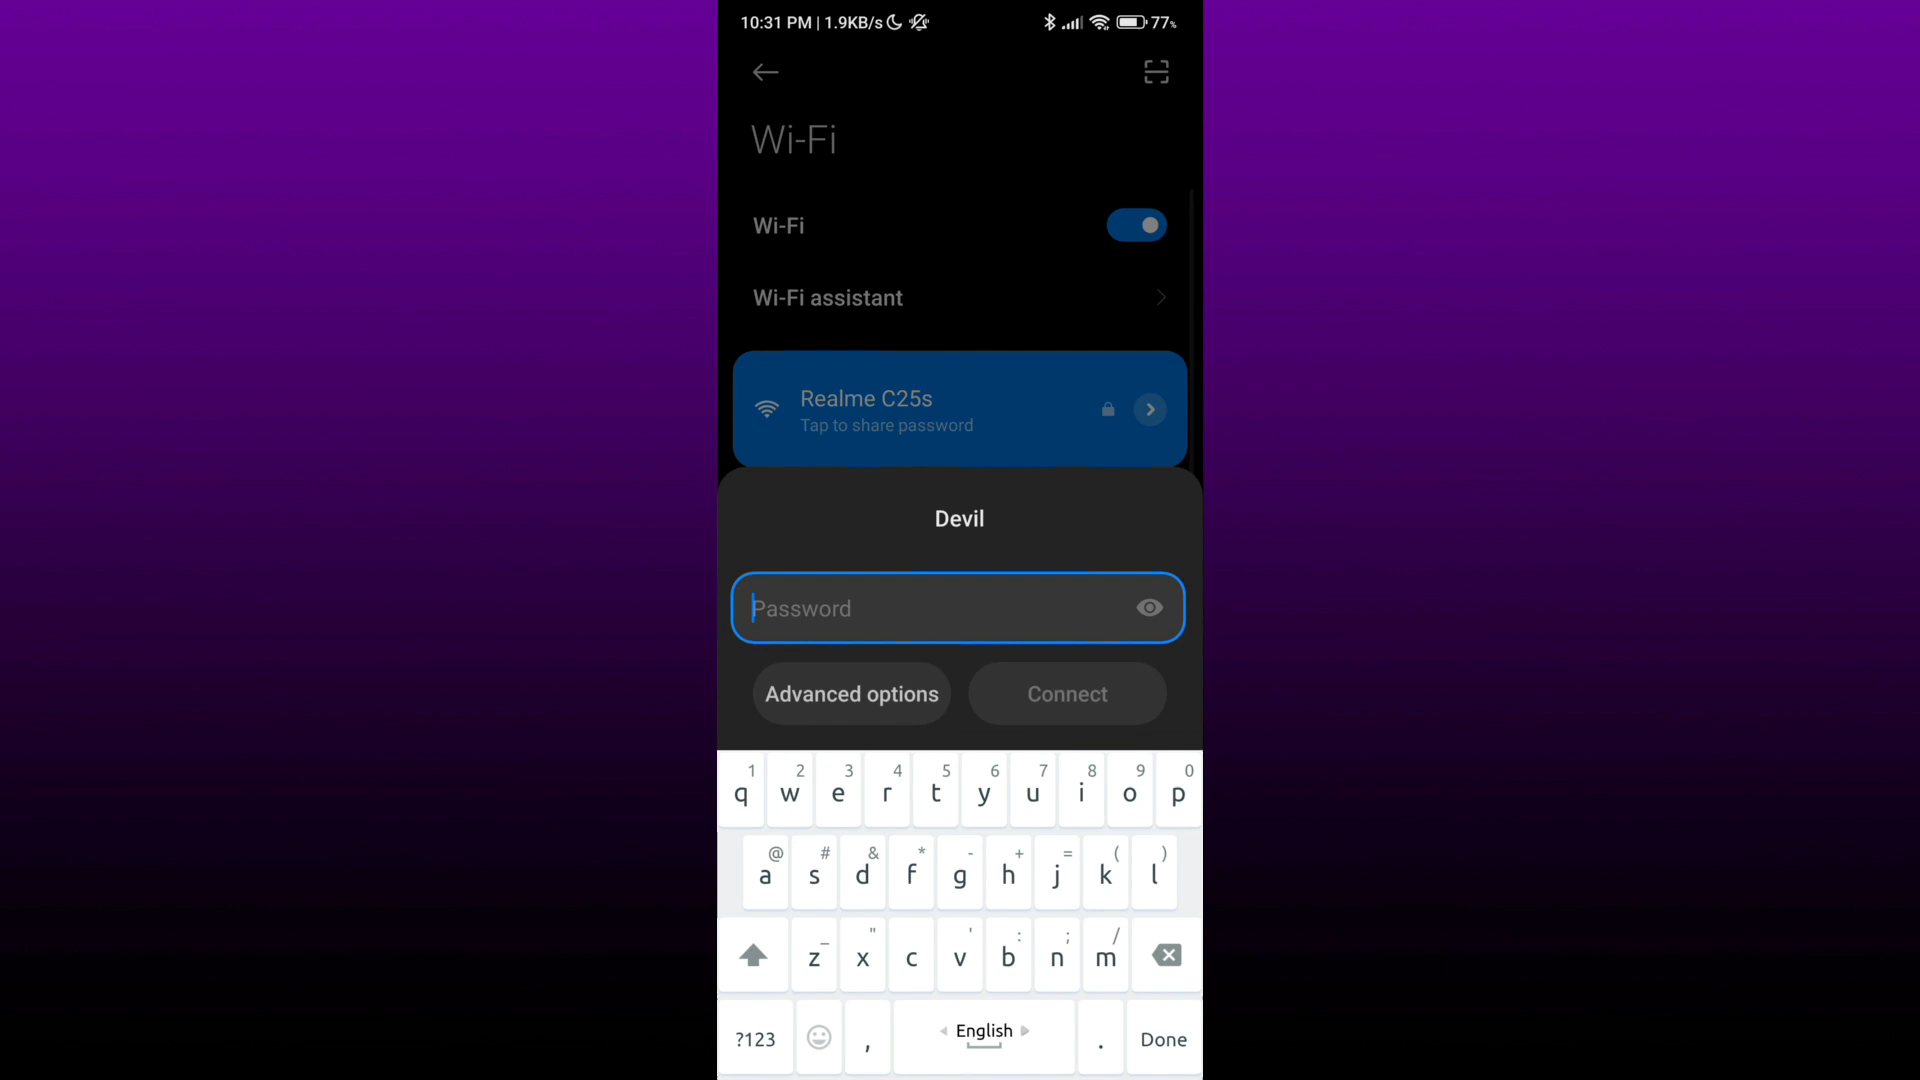 10:31 PM | 1.9KB/s 77%
Wi-Fi
Wi-Fi
Wi-Fi assistant
Realme C25s
Tap to share password
Devil
Password
Advanced options Connect
1 2 3 4 5 6 7 8 9 0
q w e r t y u i o p
@ # & * - + = ( )
a s d f g h j k l
_ " ' : ; /
z x c v b n m
?123 , English . Done